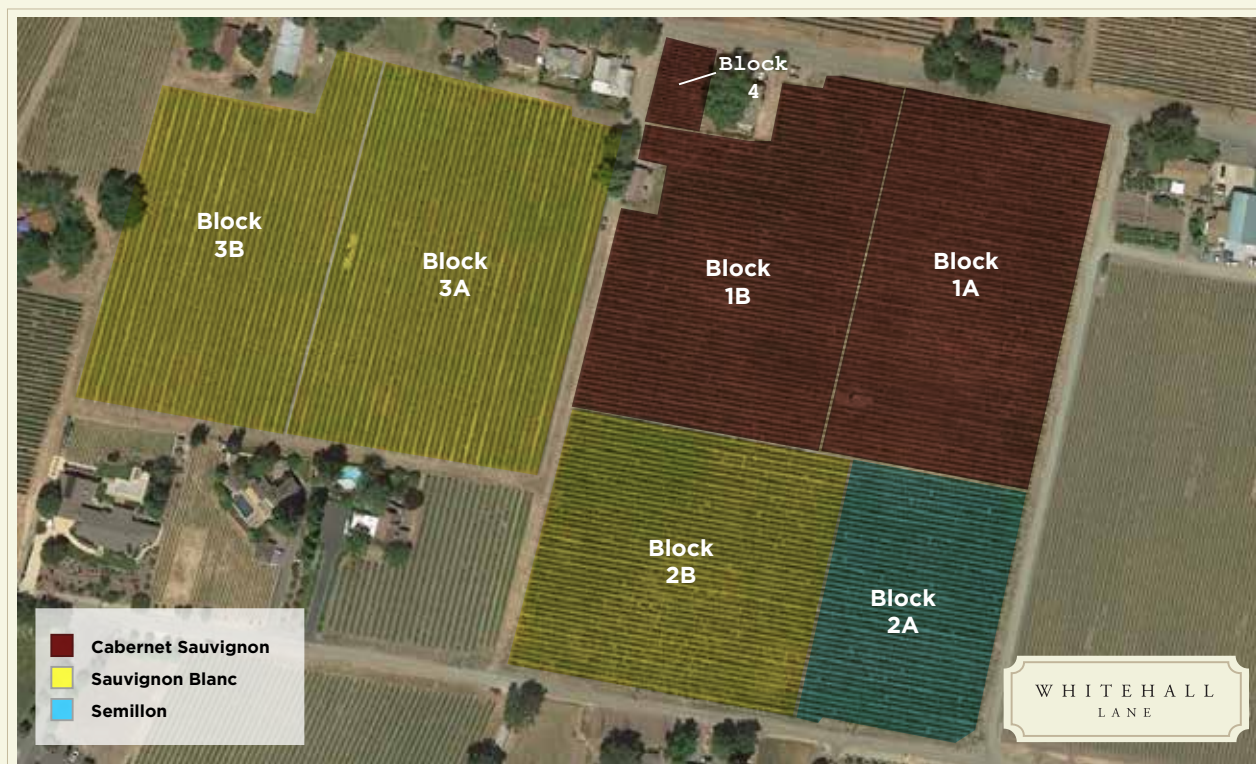 Block
4
Block
3B
Block
3A
Block
1B
Block
1A
Block
2B
Block
2A
Cabernet Sauvignon
Sauvignon Blanc
Semillon
WHITEHALL
LANE